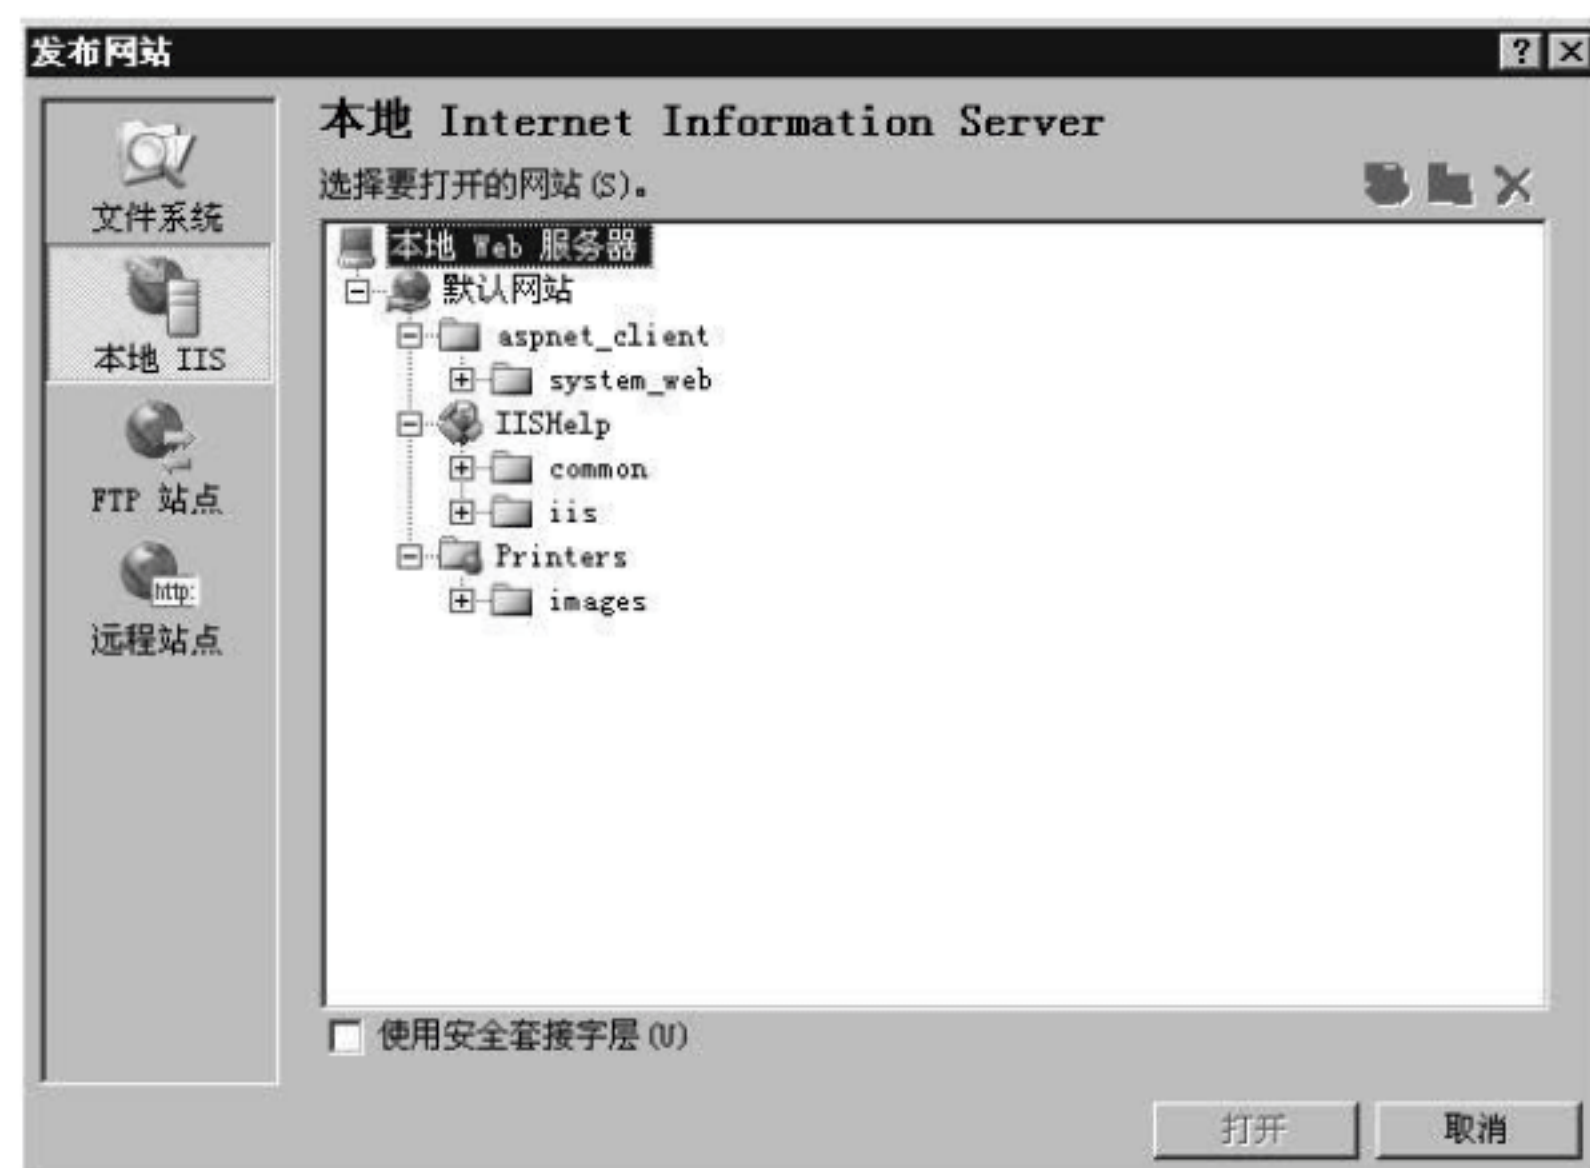 发布网站
文件系统
本地 IIS
FTP 站点
http:
远程站点
本地 Internet Information Server
选择要打开的网站(S)。
本地 Web 服务器
默认网站
aspnet_client
system_web
IISHelp
common
iis
Printers
images
使用安全套接字层(U)
打开
取消